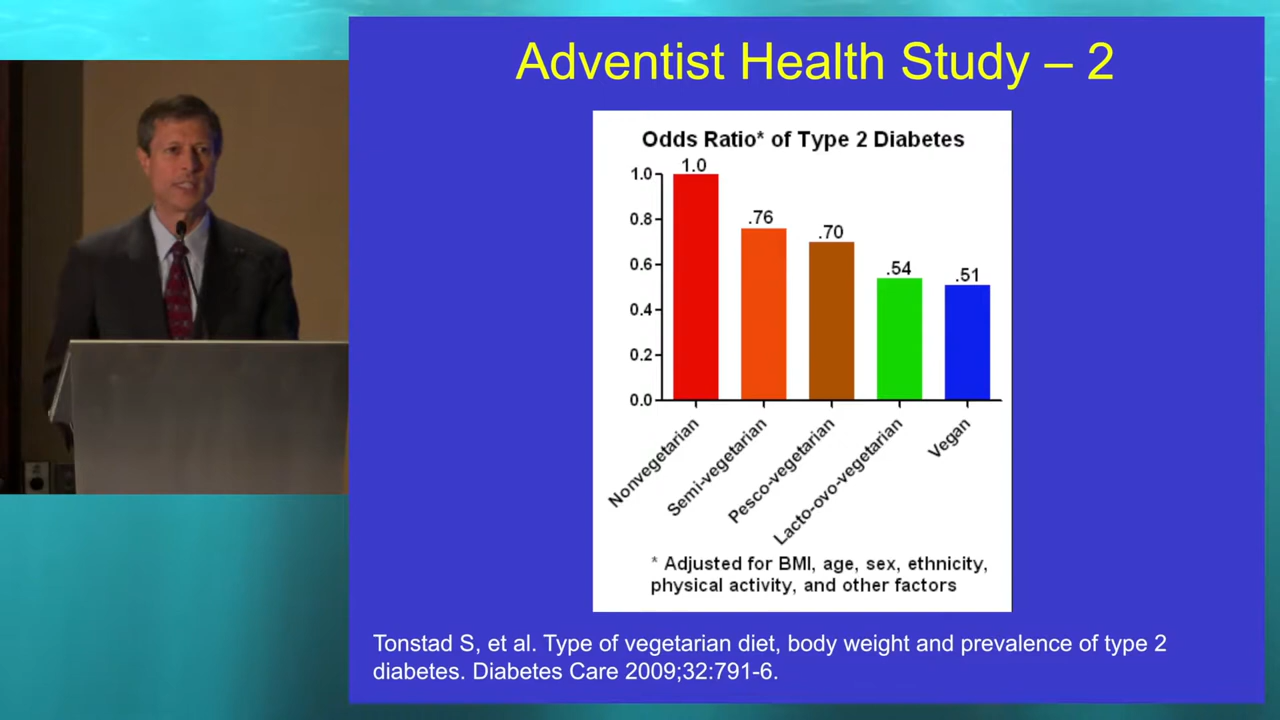 Adventist Health Study – 2
Odds Ratio* of Type 2 Diabetes
1.0
1.0
.76
0.8
.70
0.6
.54
.51
0.4
0.2
0.0
Nonvegetarian
Semi-vegetarian
Pesco-vegetarian
Lacto-ovo-vegetarian
Vegan
* Adjusted for BMI, age, sex, ethnicity,
physical activity, and other factors
Tonstad S, et al. Type of vegetarian diet, body weight and prevalence of type 2
diabetes. Diabetes Care 2009;32:791-6.